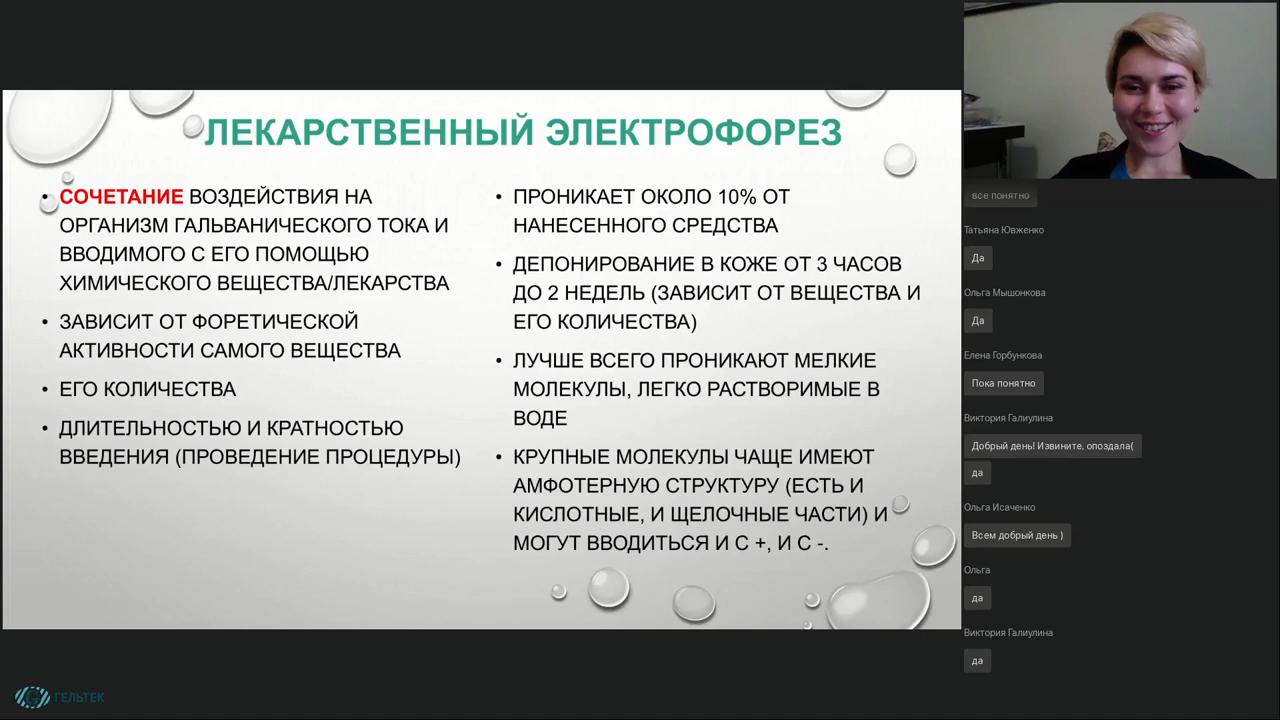 ЛЕКАРСТВЕННЫЙ ЭЛЕКТРОФОРЕЗ
• СОЧЕТАНИЕ ВОЗДЕЙСТВИЯ НА
ОРГАНИЗМ ГАЛЬВАНИЧЕСКОГО ТОКА И
ВВОДИМОГО С ЕГО ПОМОЩЬЮ
ХИМИЧЕСКОГО ВЕЩЕСТВА/ЛЕКАРСТВА
• ЗАВИСИТ ОТ ФОРЕТИЧЕСКОЙ
АКТИВНОСТИ САМОГО ВЕЩЕСТВА
• ЕГО КОЛИЧЕСТВА
• ДЛИТЕЛЬНОСТЬЮ И КРАТНОСТЬЮ
ВВЕДЕНИЯ (ПРОВЕДЕНИЕ ПРОЦЕДУРЫ)
• ПРОНИКАЕТ ОКОЛО 10% ОТ
НАНЕСЕННОГО СРЕДСТВА
• ДЕПОНИРОВАНИЕ В КОЖЕ ОТ 3 ЧАСОВ
ДО 2 НЕДЕЛЬ (ЗАВИСИТ ОТ ВЕЩЕСТВА И
ЕГО КОЛИЧЕСТВА)
• ЛУЧШЕ ВСЕГО ПРОНИКАЮТ МЕЛКИЕ
МОЛЕКУЛЫ, ЛЕГКО РАСТВОРИМЫЕ В
ВОДЕ
• КРУПНЫЕ МОЛЕКУЛЫ ЧАЩЕ ИМЕЮТ
АМФОТЕРНУЮ СТРУКТУРУ (ЕСТЬ И
КИСЛОТНЫЕ, И ЩЕЛОЧНЫЕ ЧАСТИ) И
МОГУТ ВВОДИТЬСЯ И С +, И С -.
все понятно
Татьяна Ювженко
Да
Ольга Мышонкова
Да
Елена Горбункова
Пока понятно
Виктория Галиулина
Добрый день! Извините, опоздала(
да
Ольга Исаченко
Всем добрый день )
Ольга
да
Виктория Галиулина
да
ГЕЛЬТЕК